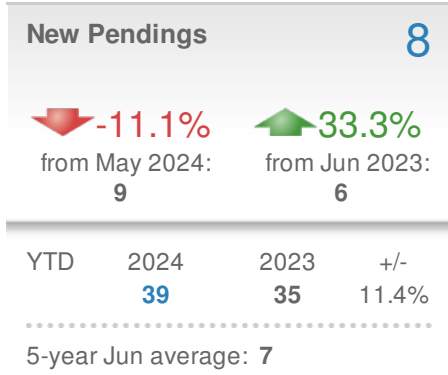 New Pendings 8
-11.1% 33.3%
from May 2024: from Jun 2023:
9 6
YTD 2024 2023 +/-
39 35 11.4%
5-year Jun average: 7